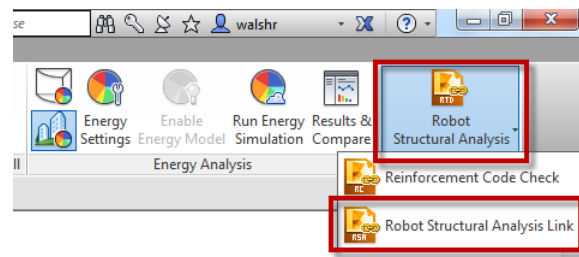 se
walshr
?
Energy Settings
Enable Energy Model
Run Energy Simulation
Results & Compare
RTD
Robot Structural Analysis
ll
Energy Analysis
RC
Reinforcement Code Check
RSA
Robot Structural Analysis Link